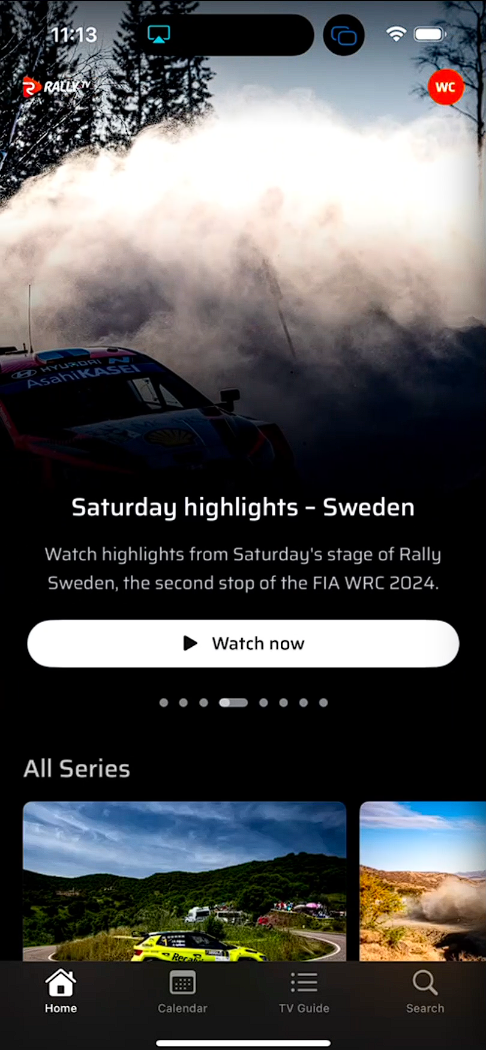 11:13
RALLY TV
WC
HYUNDAI N
AsahiKASEI
Saturday highlights – Sweden
Watch highlights from Saturday's stage of Rally
Sweden, the second stop of the FIA WRC 2024.
Watch now
All Series
Home
Calendar
TV Guide
Search